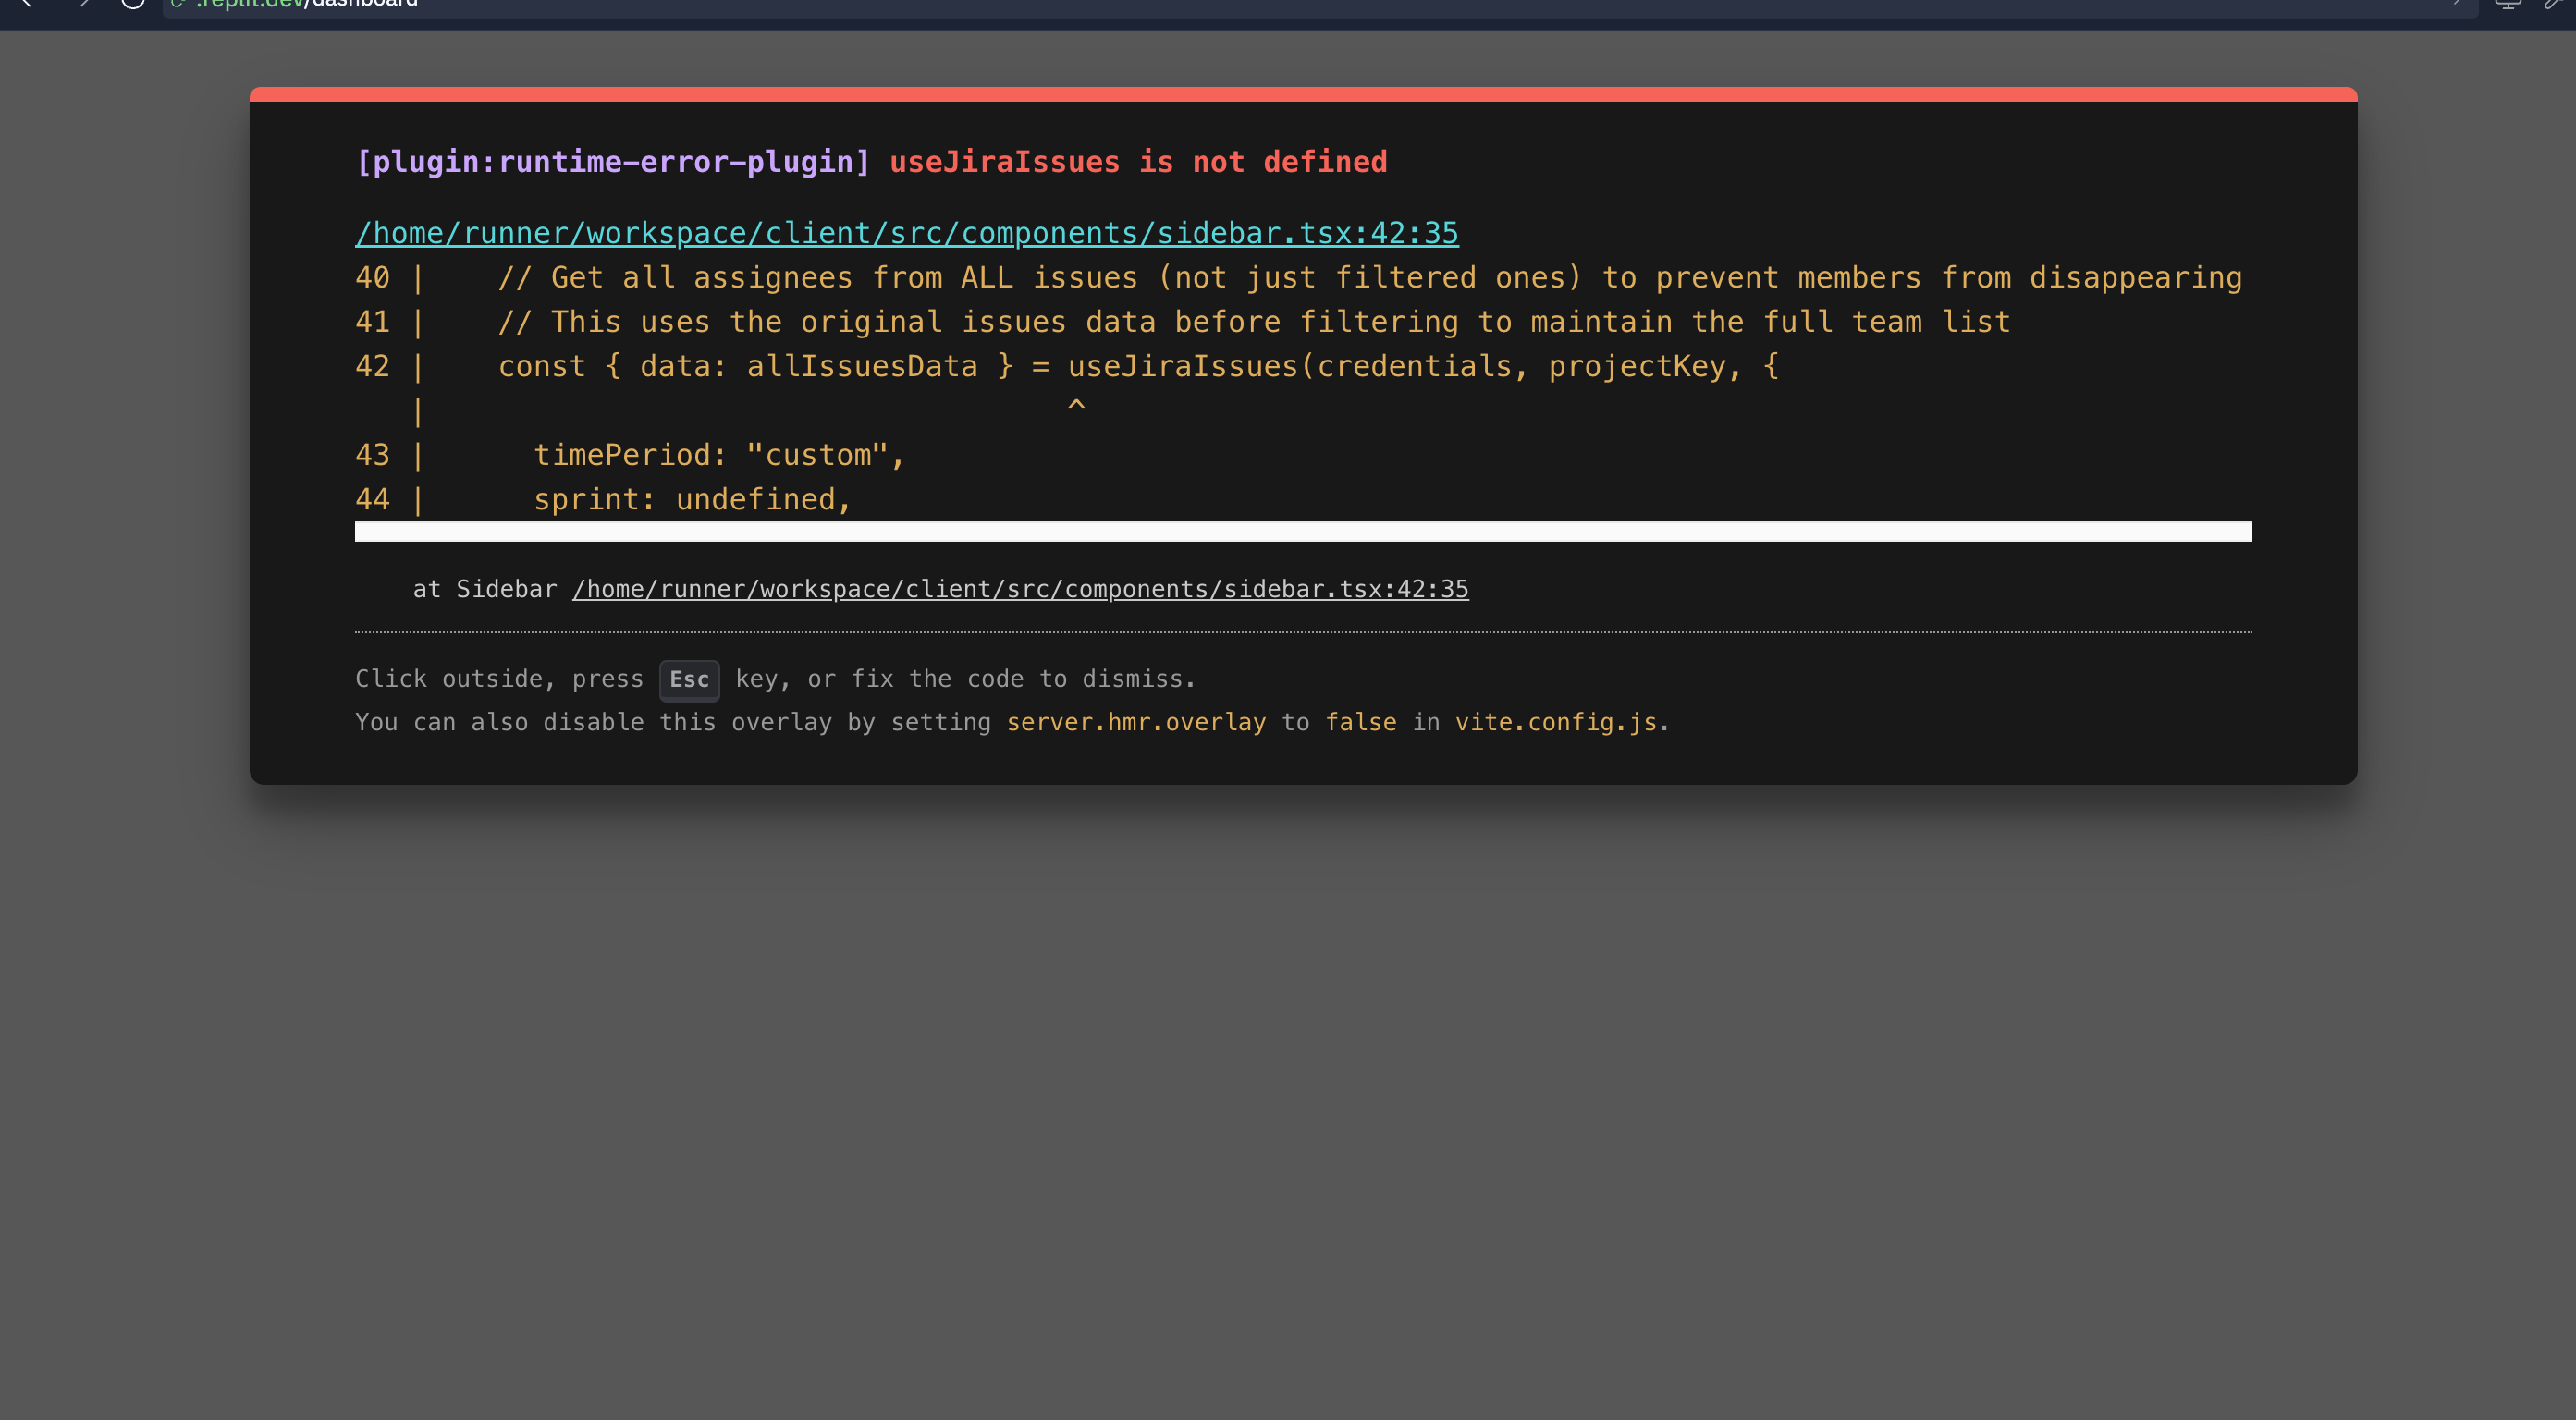 .replit.dev/dashboard
[plugin:runtime-error-plugin] useJiraIssues is not defined
/home/runner/workspace/client/src/components/sidebar.tsx:42:35
40 |    // Get all assignees from ALL issues (not just filtered ones) to prevent members from disappearing
41 |    // This uses the original issues data before filtering to maintain the full team list
42 |    const { data: allIssuesData } = useJiraIssues(credentials, projectKey, {
   |                                    ^
43 |      timePeriod: "custom",
44 |      sprint: undefined,
at Sidebar /home/runner/workspace/client/src/components/sidebar.tsx:42:35
Click outside, press Esc key, or fix the code to dismiss.
You can also disable this overlay by setting server.hmr.overlay to false in vite.config.js.